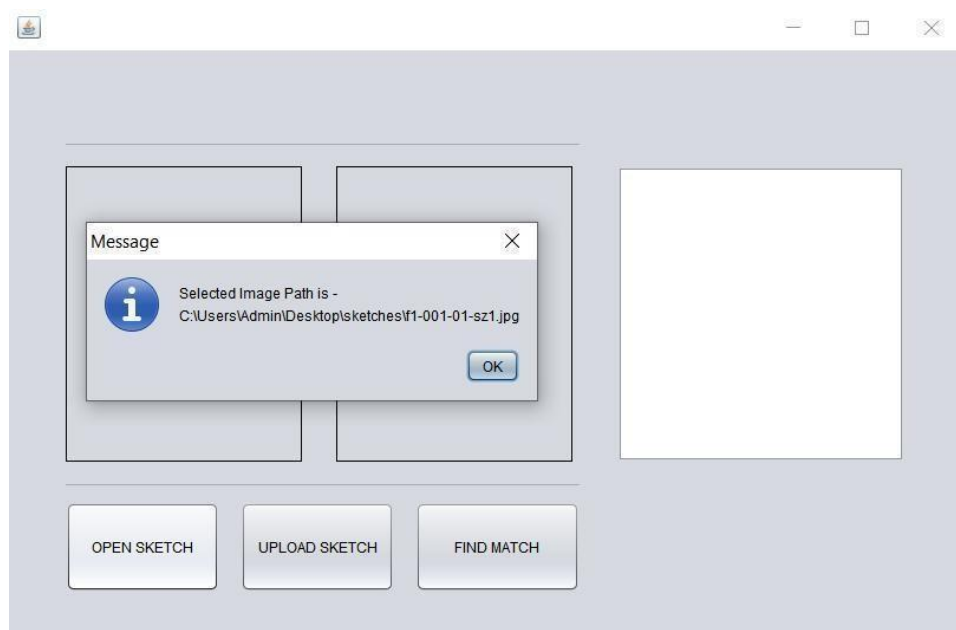 Message
Selected Image Path is -
C:\Users\Admin\Desktop\sketches\f1-001-01-sz1.jpg
OK
OPEN SKETCH
UPLOAD SKETCH
FIND MATCH